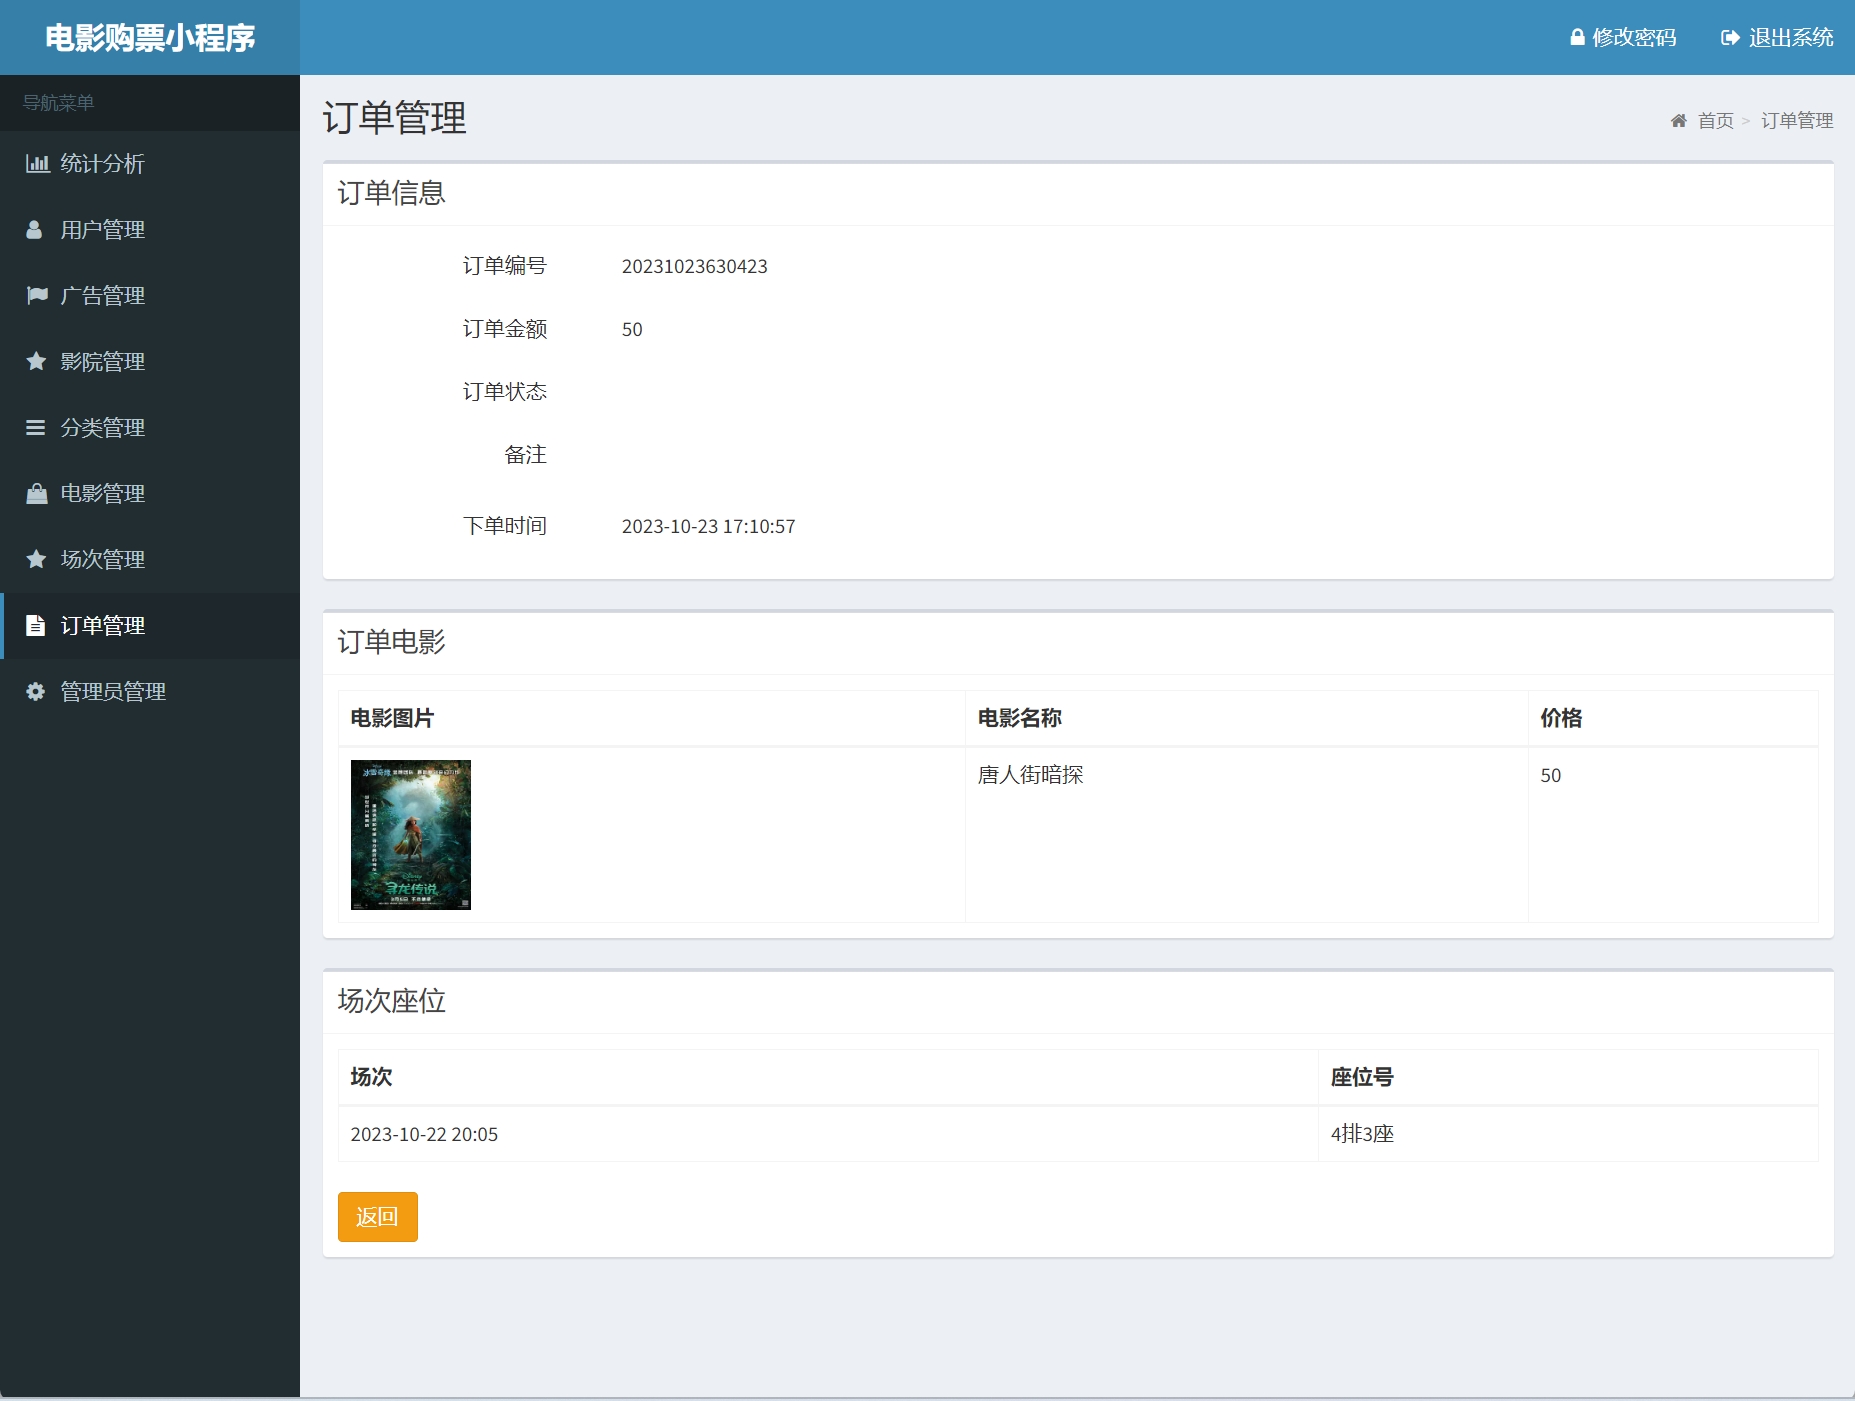 电影购票小程序
修改密码
退出系统
导航菜单
统计分析
用户管理
广告管理
影院管理
分类管理
电影管理
场次管理
订单管理
管理员管理
订单管理
首页 > 订单管理
订单信息
订单编号 20231023630423
订单金额 50
订单状态
备注
下单时间 2023-10-23 17:10:57
订单电影
电影图片 电影名称 价格
冰雪奇缘
寻龙传说
唐人街暗探 50
场次座位
场次 座位号
2023-10-22 20:05 4排3座
返回